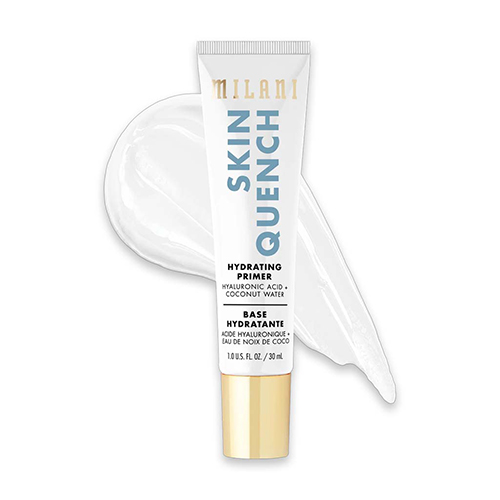 MILANI
SKIN
QUENCH
HYDRATING
PRIMER
HYALURONIC ACID +
COCONUT WATER
BASE
HYDRATANTE
ACIDE HYALURONIQUE +
EAU DE NOIX DE COCO
1.0 U.S. FL. OZ. / 30 mL